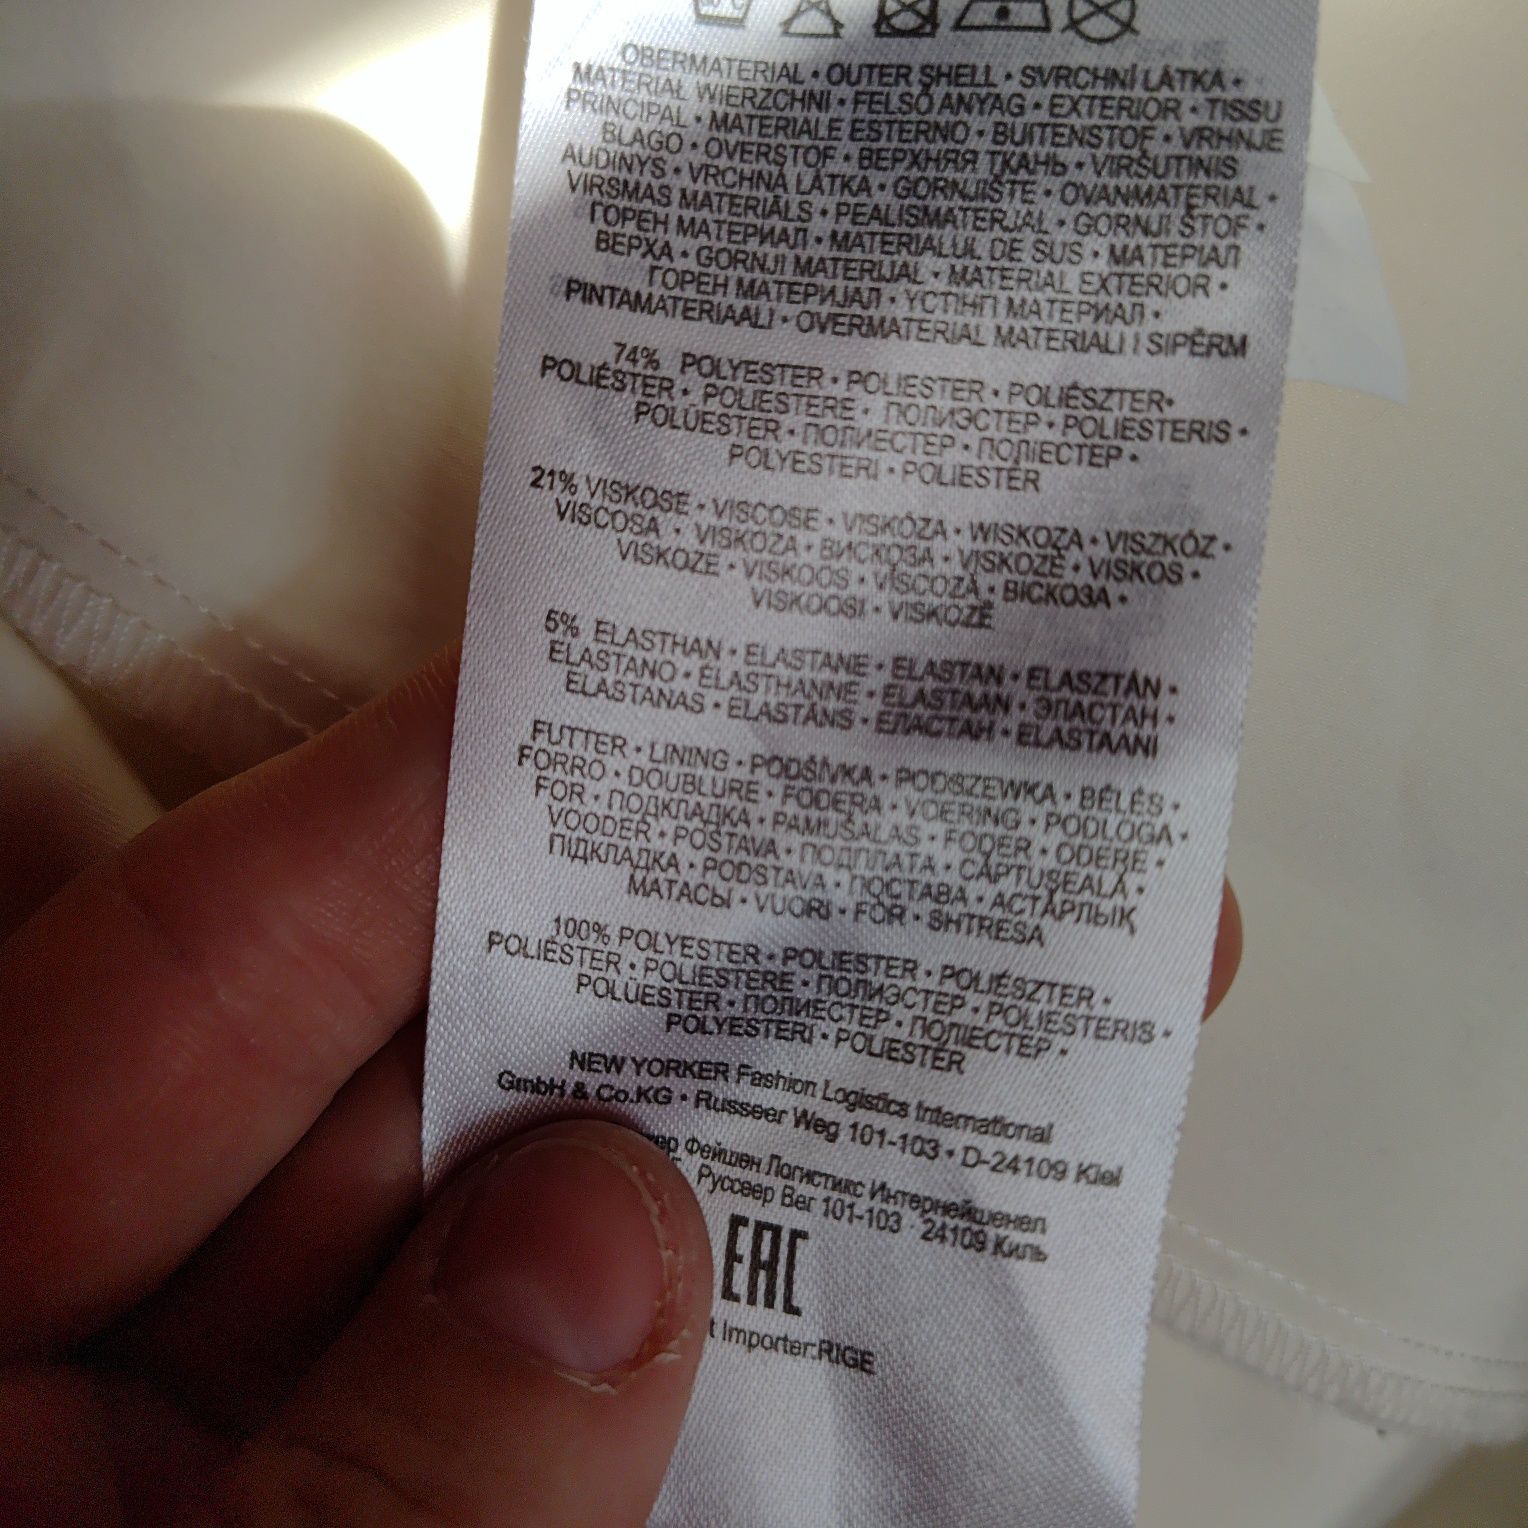 OBERMATERIAL • OUTER SHELL • SVRCHNÍ LÁTKA •
MATERIAŁ WIERZCHNI • FELSŐ ANYAG • EXTERIOR • TISSU
PRINCIPAL • MATERIALE ESTERNO • BUITENSTOF • VRHNJE
BLAGO • OVERSTOF • ВЕРХНЯЯ ТКАНЬ • VIRŠUTINIS
AUDINYS • VRCHNÁ LÁTKA • GORNJIŠTE • OVANMATERIAL •
VIRSMAS MATERIĀLS • PEALISMATERJAL • GORNJI ŠTOF •
ГОРЕН МАТЕРИАЛ • MATERIALUL DE SUS • МАТЕРІАЛ
ВЕРХА • GORNJI MATERIJAL • MATERIAL EXTERIOR •
ГОРЕН МАТЕРИЈАЛ • ҮСТІҢГІ МАТЕРИАЛ •
PINTAMATERIAALI • OVERMATERIAL MATERIALI I SIPËRM
74% POLYESTER • POLIESTER • POLIÉSZTER•
POLIÉSTER • POLIESTERE • ПОЛИЭСТЕР • POLIESTERIS •
POLÜESTER • ПОЛИЕСТЕР • ПОЛІЕСТЕР •
POLYESTERI • POLIESTËR
21% VISKOSE • VISCOSE • VISKÓZA • WISKOZA • VISZKÓZ •
VISCOSA • VISKOZA • ВИСКОЗА • VISKOZĖ • VISKOS •
VISKOZE • VISKOOS • VÎSCOZĂ • ВІСКОЗА •
VISKOOSI • VISKOZË
5% ELASTHAN • ELASTANE • ELASTAN • ELASZTÁN •
ELASTANO • ÉLASTHANNE • ELASTAAN • ЭЛАСТАН •
ELASTANAS • ELASTĀNS • ЕЛАСТАН • ELASTAANI
FUTTER • LINING • PODŠÍVKA • PODSZEWKA • BÉLÉS •
FORRO • DOUBLURE • FODERA • VOERING • PODLOGA •
FOR • ПОДКЛАДКА • PAMUŠALAS • FODER • ODERE •
VOODER • POSTAVA • ПОДПЛАТА • CĂPTUŞEALĂ •
ПІДКЛАДКА • PODSTAVA • ПОСТАВА • АСТАРЛЫҚ
МАТАСЫ • VUORI • FÔR • SHTRESA
100% POLYESTER • POLIESTER • POLIÉSZTER •
POLIÉSTER • POLIESTERE • ПОЛИЭСТЕР • POLIESTERIS •
POLÜESTER • ПОЛИЕСТЕР • ПОЛІЕСТЕР •
POLYESTERI • POLIESTËR
NEW YORKER Fashion Logistics International
GmbH & Co.KG • Russeer Weg 101-103 • D-24109 Kiel
Фейшен Логистикс Интернейшенел
Руссеер Вег 101-103 · 24109 Киль
EAC
Importer:RIGE